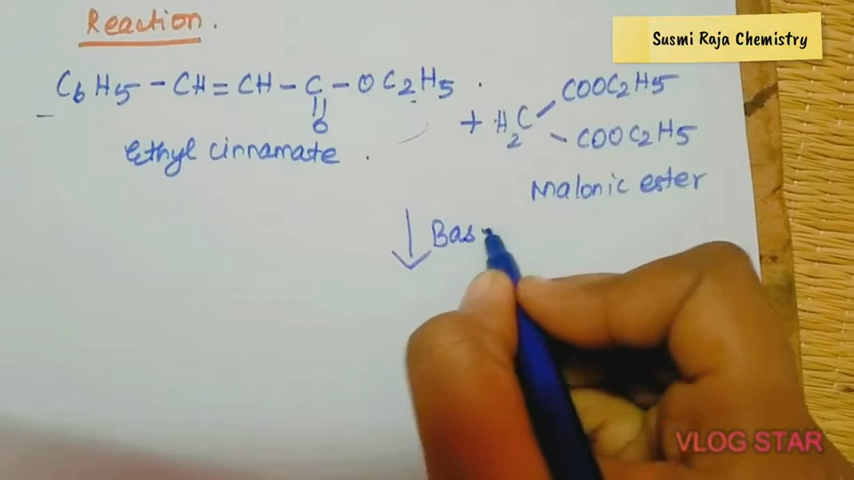 Reaction.
Susmi Raja Chemistry
C6H5 - CH = CH - C - OC2H5 .
O
+ H2C
COOC2H5
COOC2H5
Ethyl cinnamate .
Malonic ester
↓ Bas
VLOG STAR